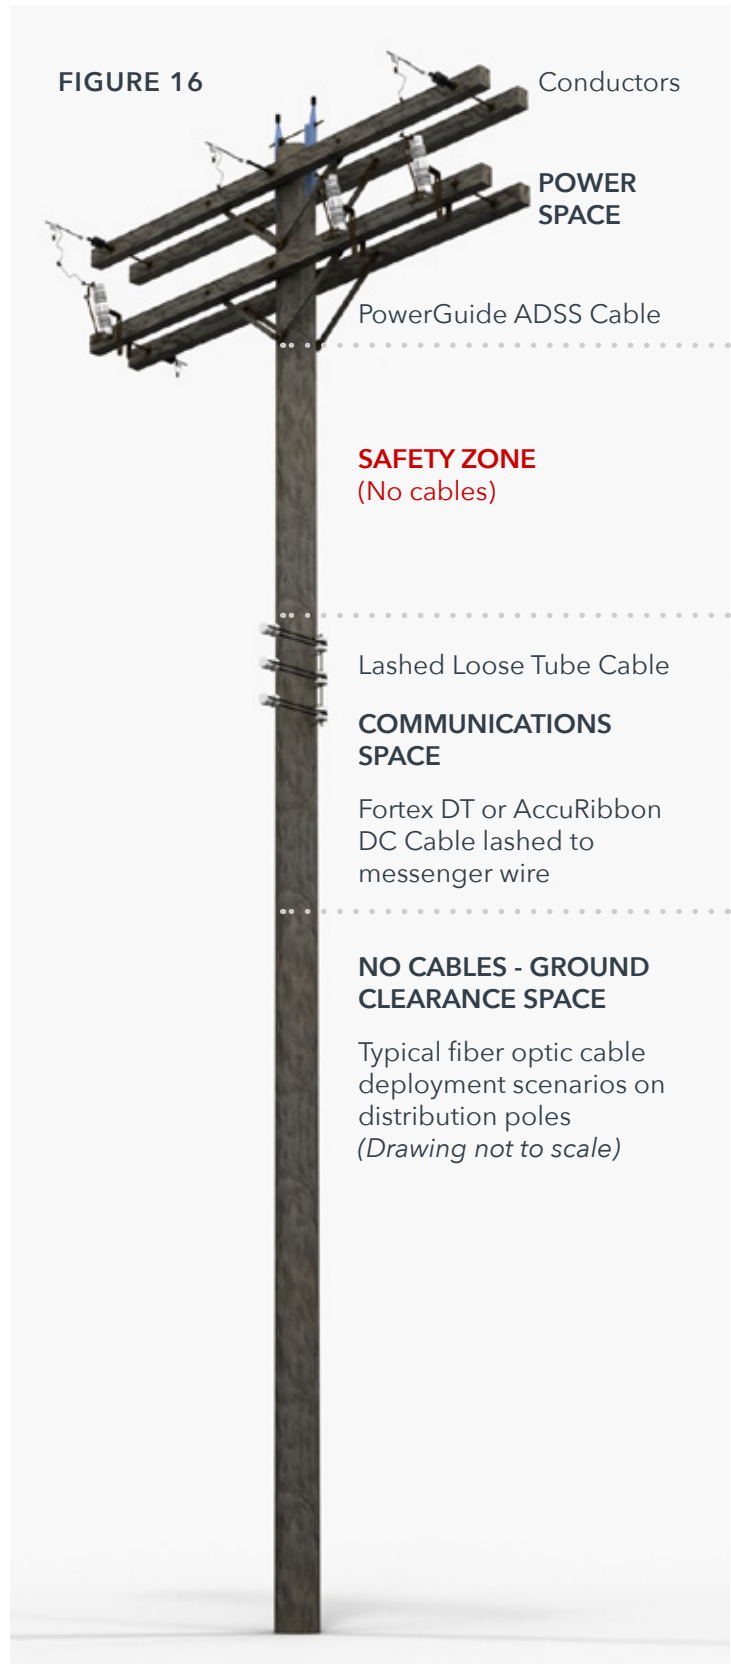 FIGURE 16
Conductors
POWER
SPACE
PowerGuide ADSS Cable
SAFETY ZONE
(No cables)
Lashed Loose Tube Cable
COMMUNICATIONS
SPACE
Fortex DT or AccuRibbon
DC Cable lashed to
messenger wire
NO CABLES - GROUND
CLEARANCE SPACE
Typical fiber optic cable
deployment scenarios on
distribution poles
(Drawing not to scale)